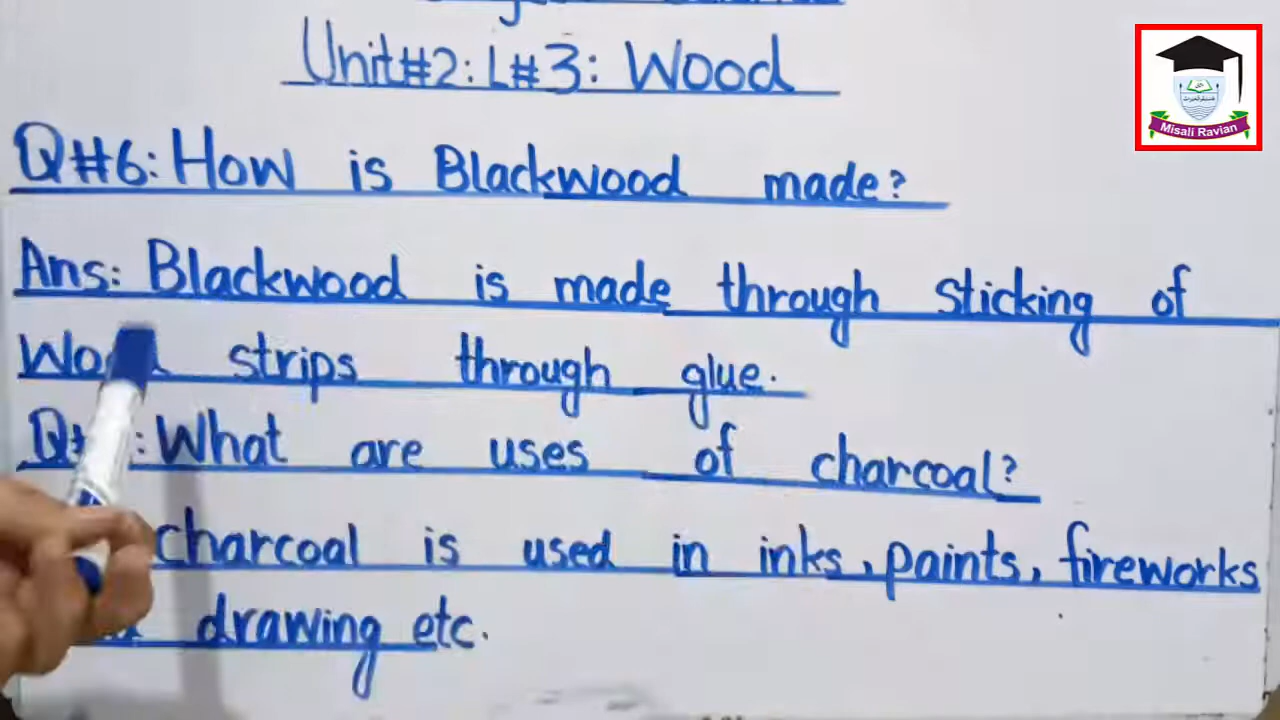 Unit#2: L#3: Wood
Q#6: How is Blackwood made?
Ans: Blackwood is made through sticking of
strips through glue.
What are uses of charcoal?
charcoal is used in inks, paints, fireworks
drawing etc.
Misali Ravian